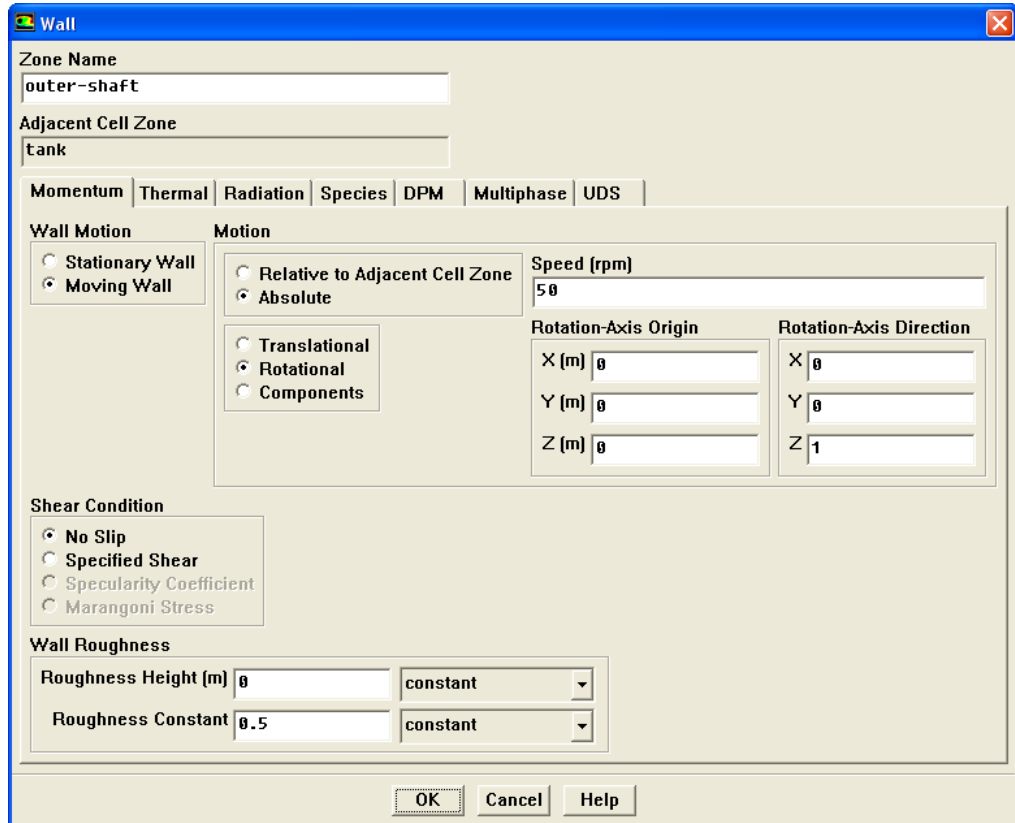 Wall
Zone Name
outer-shaft
Adjacent Cell Zone
tank
Momentum Thermal Radiation Species DPM Multiphase UDS
Wall Motion
Stationary Wall
Moving Wall
Motion
Relative to Adjacent Cell Zone
Absolute
Translational
Rotational
Components
Speed (rpm)
50
Rotation-Axis Origin
X (m) 0
Y (m) 0
Z (m) 0
Rotation-Axis Direction
X 0
Y 0
Z 1
Shear Condition
No Slip
Specified Shear
Specularity Coefficient
Marangoni Stress
Wall Roughness
Roughness Height (m) 0 constant
Roughness Constant 0.5 constant
OK Cancel Help